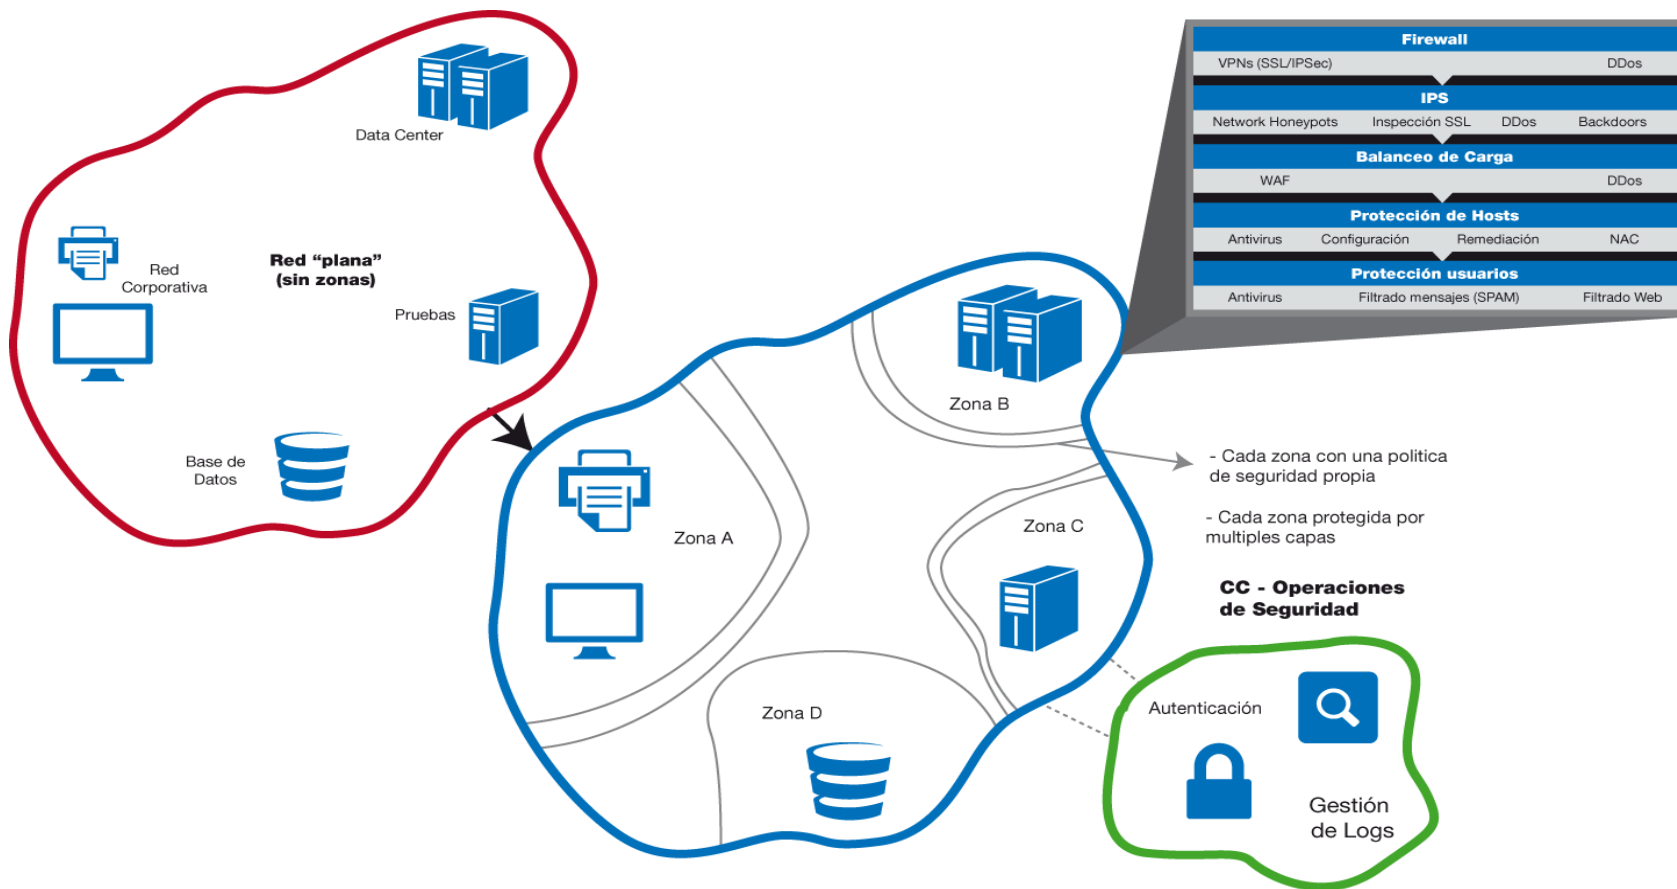 Data Center
Red
Corporativa
Red “plana”
(sin zonas)
Pruebas
Base de
Datos
Firewall
VPNs (SSL/IPSec) DDos
IPS
Network Honeypots Inspección SSL DDos Backdoors
Balanceo de Carga
WAF DDos
Protección de Hosts
Antivirus Configuración Remediación NAC
Protección usuarios
Antivirus Filtrado mensajes (SPAM) Filtrado Web
Zona B
Zona A
Zona C
Zona D
- Cada zona con una politica
de seguridad propia
- Cada zona protegida por
multiples capas
CC - Operaciones
de Seguridad
Autenticación
Gestión
de Logs